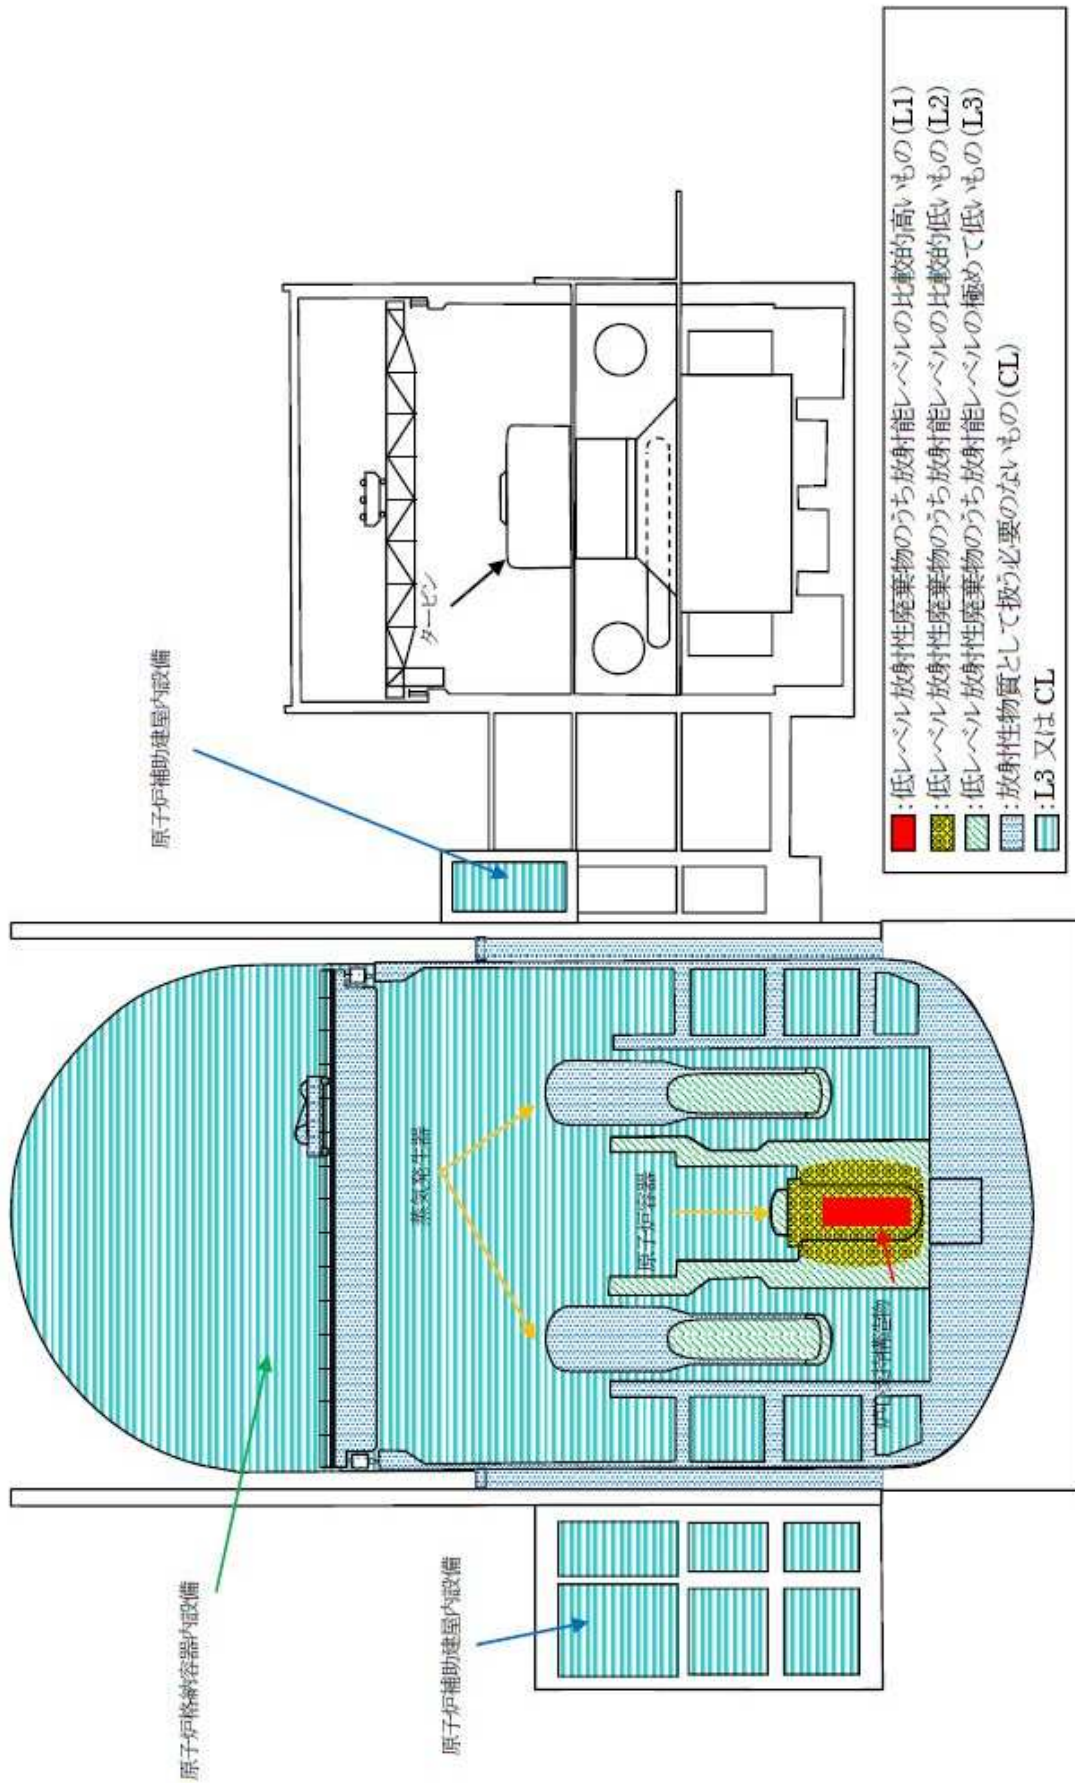 原子炉格納容器内設備
原子炉補助建屋内設備
原子炉補助建屋内設備
蒸気発生器
原子炉容器
炉心支持構造物
タービン
:低レベル放射性廃棄物のうち放射能レベルの比較的高いもの(L1)
:低レベル放射性廃棄物のうち放射能レベルの比較的低いもの(L2)
:低レベル放射性廃棄物のうち放射能レベルの極めて低いもの(L3)
:放射性物質として扱う必要のないもの(CL)
:L3 又は CL